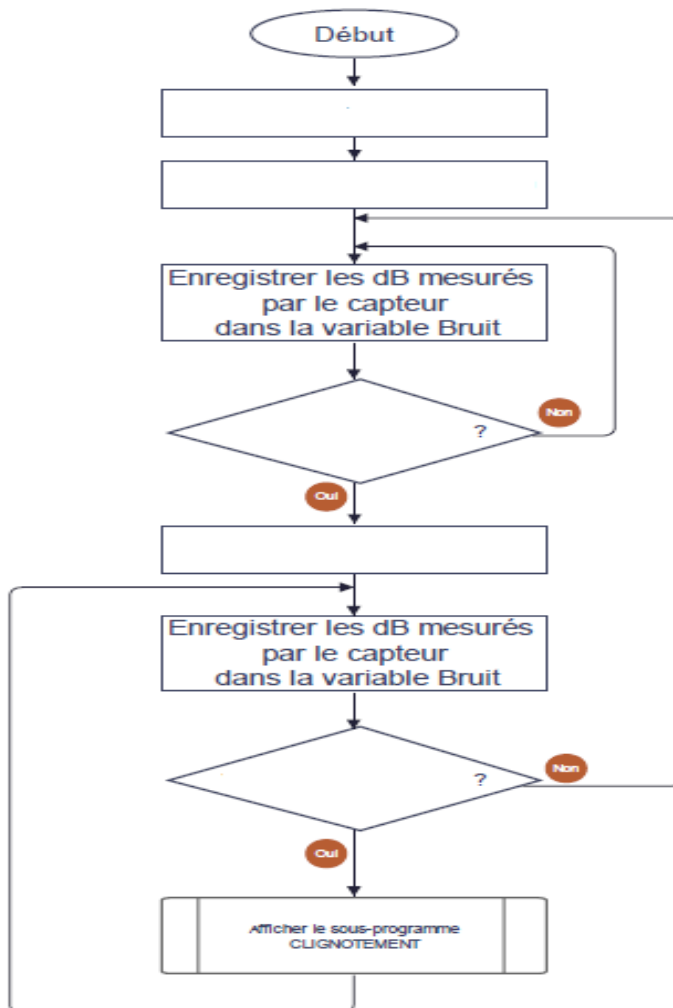 Début
Enregistrer les dB mesurés
par le capteur
dans la variable Bruit
Non
?
Oui
Enregistrer les dB mesurés
par le capteur
dans la variable Bruit
Non
?
Oui
Afficher le sous-programme
CLIGNOTEMENT